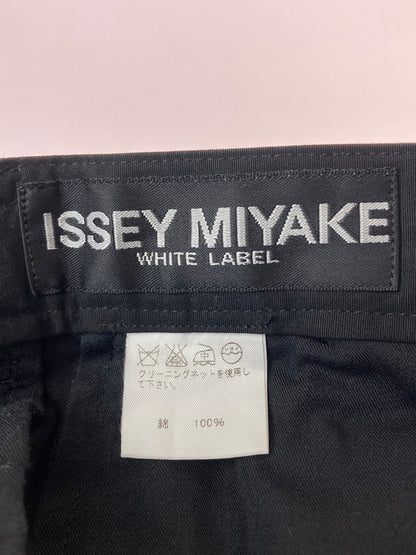 ISSEY MIYAKE
WHITE LABEL
中
クリーニングネットを使用し
て下さい。
綿 100%